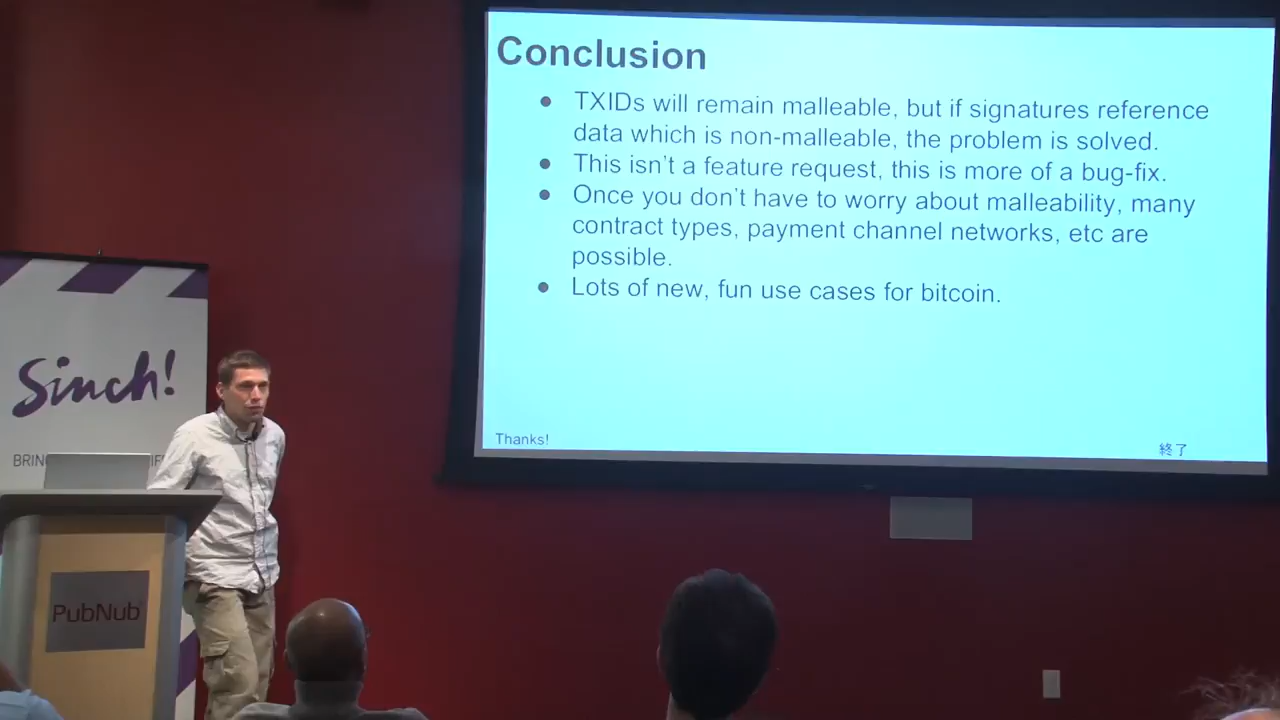 Conclusion
● TXIDs will remain malleable, but if signatures reference
data which is non-malleable, the problem is solved.
● This isn't a feature request, this is more of a bug-fix.
● Once you don't have to worry about malleability, many
contract types, payment channel networks, etc are
possible.
● Lots of new, fun use cases for bitcoin.
Thanks!
終了
Sinch!
PubNub